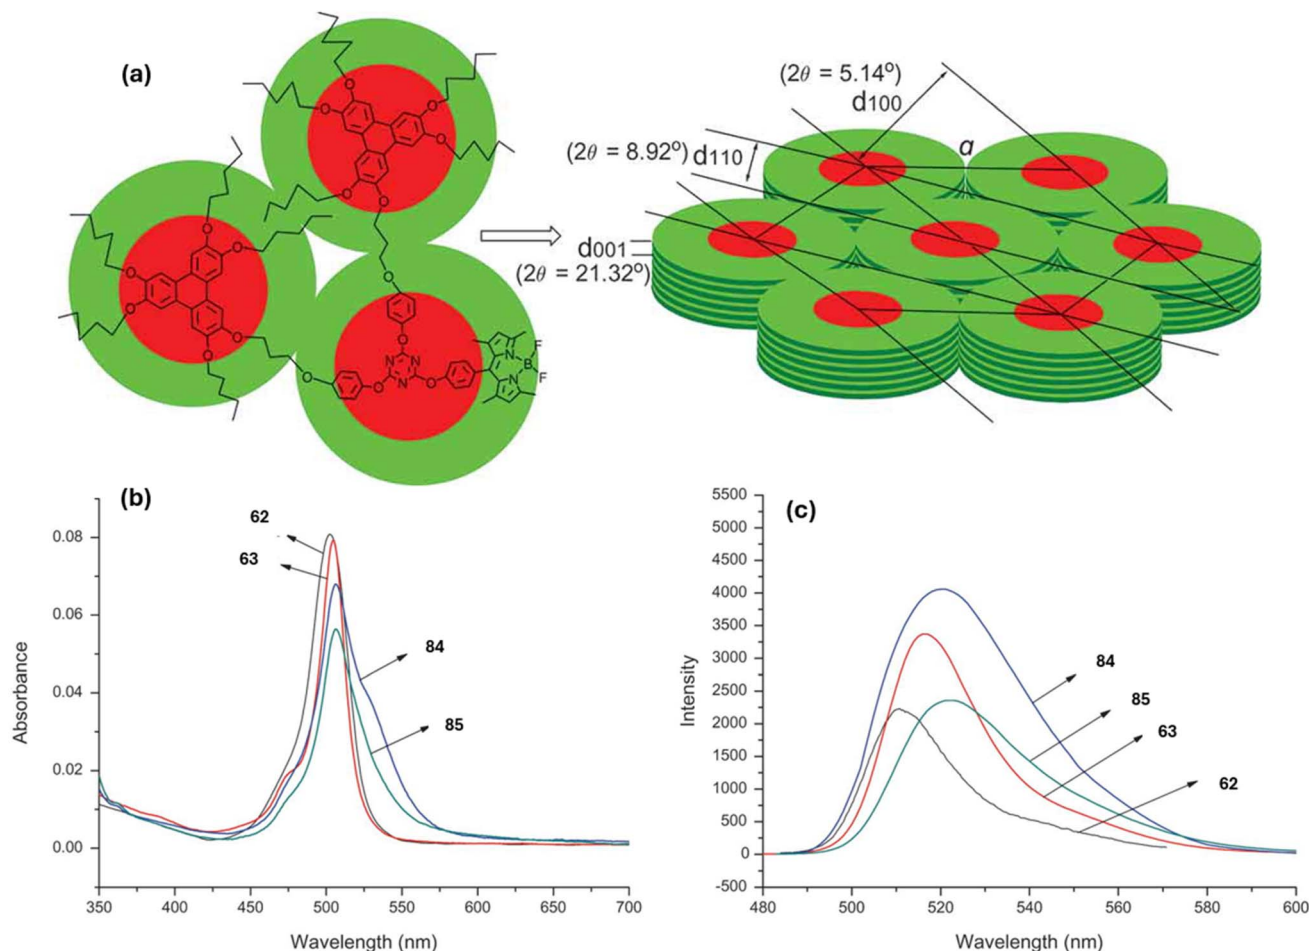 (a)
(2θ = 5.14°)
d100
(2θ = 8.92°) d110
a
d001
(2θ = 21.32°)
O O O O O O
O O O O O O
O O
O O O
N N N
N N
B
F
F
(b)
62
63
84
85
0.08
0.06
0.04
0.02
0.00
Absorbance
350 400 450 500 550 600 650 700
Wavelength (nm)
(c)
5500
5000
4500
4000
3500
3000
2500
2000
1500
1000
500
0
-500
Intensity
84
85
63
62
480 500 520 540 560 580 600
Wavelength (nm)